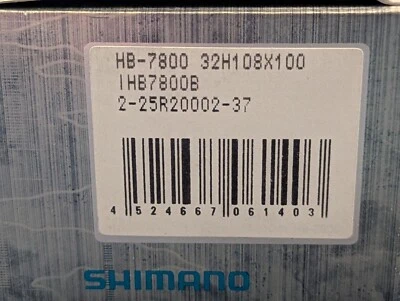 HB-7800 32H108X100
IHB7800B
2-25R20002-37
4 524667 061403
SHIMANO